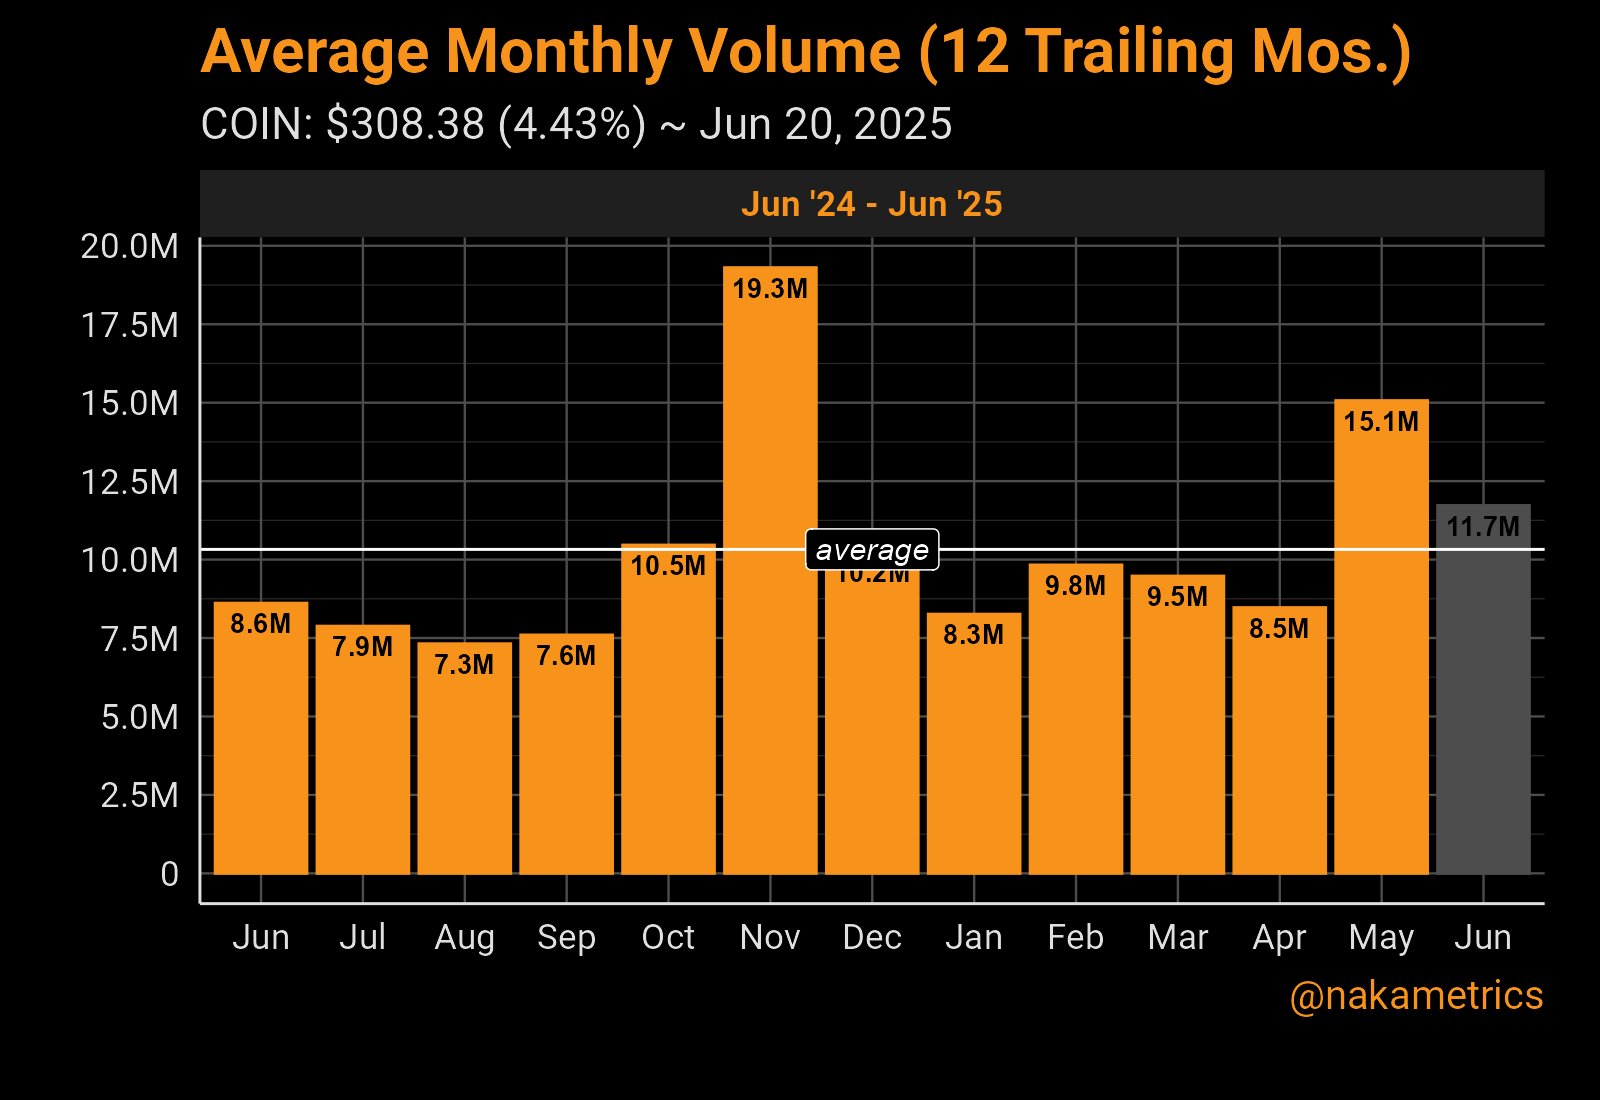 Average Monthly Volume (12 Trailing Mos.)
COIN: $308.38 (4.43%) ~ Jun 20, 2025
Jun '24 - Jun '25
20.0M
17.5M
15.0M
12.5M
10.0M
7.5M
5.0M
2.5M
0
8.6M
7.9M
7.3M
7.6M
10.5M
19.3M
average
10.2M
8.3M
9.8M
9.5M
8.5M
15.1M
11.7M
Jun Jul Aug Sep Oct Nov Dec Jan Feb Mar Apr May Jun
@nakametrics